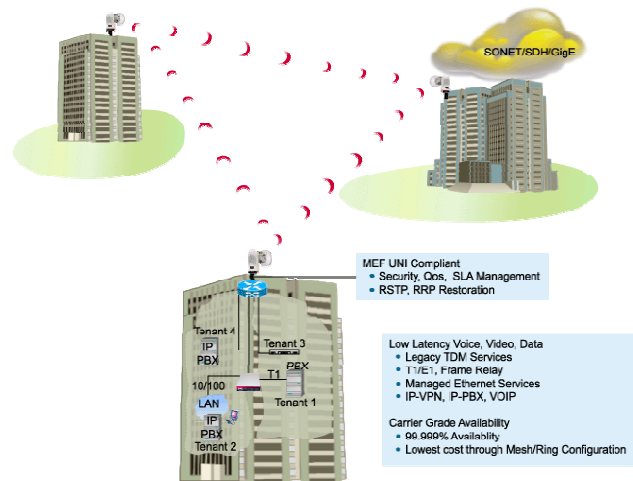 SONET/SDH/GigE
MEF UNI Compliant
Security, Qos, SLA Management
RSTP, RRP Restoration
Tenant 4
IP
PBX
Tenant 3
PBX
T1
Tenant 1
10/100
LAN
IP
PBX
Tenant 2
Low Latency Voice, Video, Data
Legacy TDM Services
T1/E1, Frame Relay
Managed Ethernet Services
IP-VPN, IP-PBX, VOIP
Carrier Grade Availability
99.999% Availablity
Lowest cost through Mesh/Ring Configuration